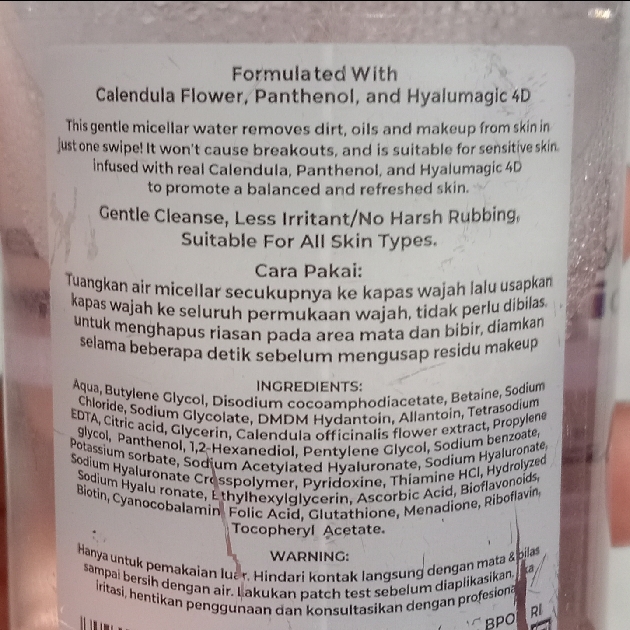 Formulated With
Calendula Flower, Panthenol, and Hyalumagic 4D
This gentle micellar water removes dirt, oils and makeup from skin in
just one swipe! It won't cause breakouts, and is suitable for sensitive skin.
infused with real Calendula, Panthenol, and Hyalumagic 4D
to promote a balanced and refreshed skin.
Gentle Cleanse, Less Irritant/No Harsh Rubbing,
Suitable For All Skin Types.
Cara Pakai:
Tuangkan air micellar secukupnya ke kapas wajah lalu usapkan
kapas wajah ke seluruh permukaan wajah, tidak perlu dibilas.
untuk menghapus riasan pada area mata dan bibir, diamkan
selama beberapa detik sebelum mengusap residu makeup
INGREDIENTS:
Aqua, Butylene Glycol, Disodium cocoamphodiacetate, Betaine, Sodium
Chloride, Sodium Glycolate, DMDM Hydantoin, Allantoin, Tetrasodium
EDTA, Citric acid, Glycerin, Calendula officinalis flower extract, Propylene
glycol, Panthenol, 1,2-Hexanediol, Pentylene Glycol, Sodium benzoate,
Potassium sorbate, Sodium Acetylated Hyaluronate, Sodium Hyaluronate,
Sodium Hyaluronate Crosspolymer, Pyridoxine, Thiamine HCl, Hydrolyzed
Sodium Hyalu ronate, Ethylhexylglycerin, Ascorbic Acid, Bioflavonoids,
Biotin, Cyanocobalamin, Folic Acid, Glutathione, Menadione, Riboflavin,
Tocopheryl Acetate.
WARNING:
Hanya untuk pemakaian luar. Hindari kontak langsung dengan mata & bilas
sampai bersih dengan air. Lakukan patch test sebelum diaplikasikan,
iritasi, hentikan penggunaan dan konsultasikan dengan
BPO RI